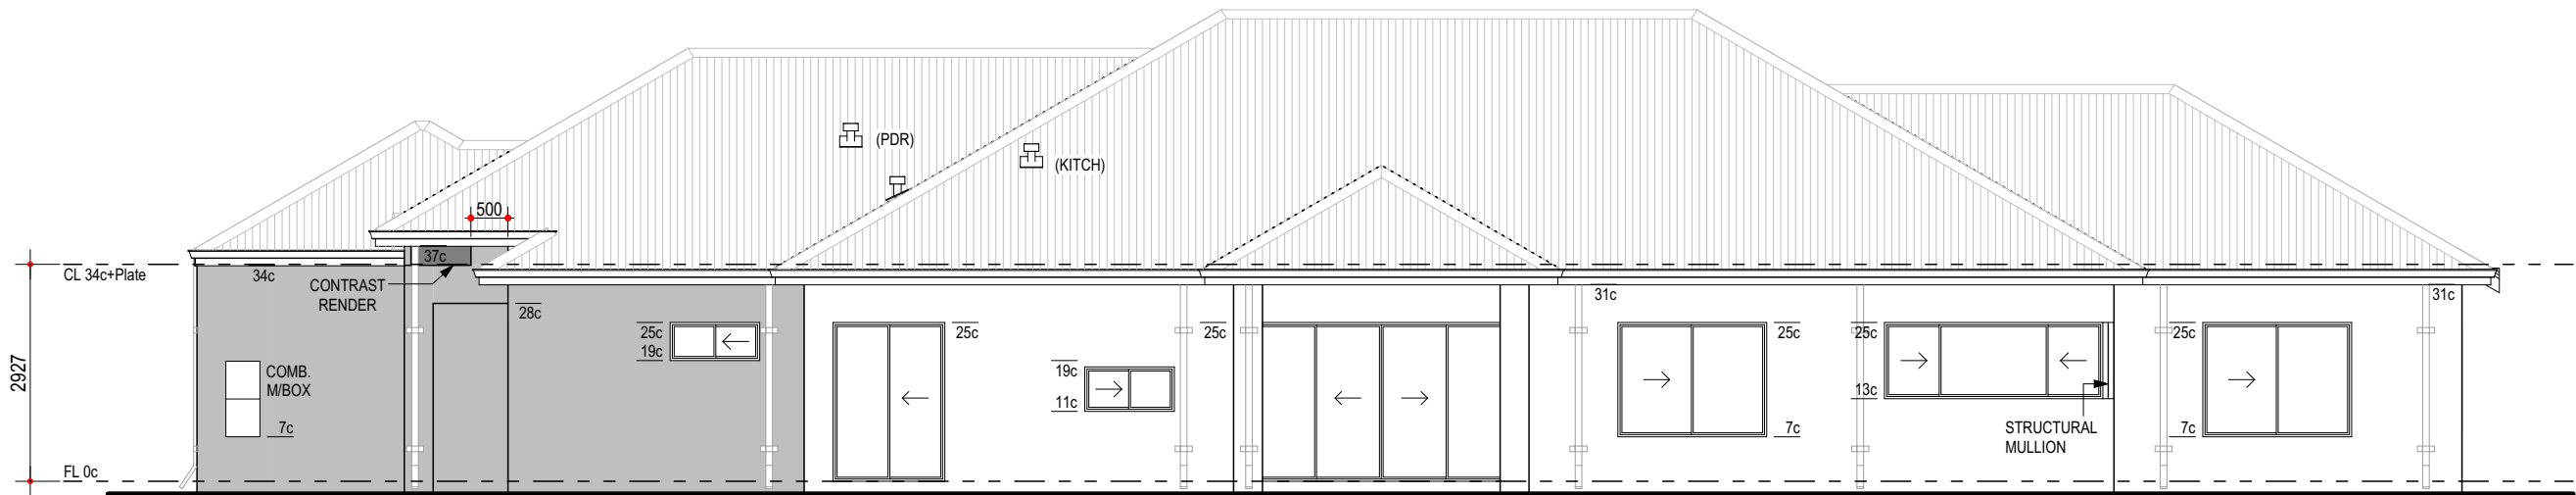 (PDR)
(KITCH)
500
37c
CL 34c+Plate
34c
CONTRAST
RENDER
31c
31c
28c
25c
19c
25c
25c
25c
25c
25c
19c
11c
13c
COMB.
M/BOX
7c
7c
7c
STRUCTURAL
MULLION
2927
FL 0c